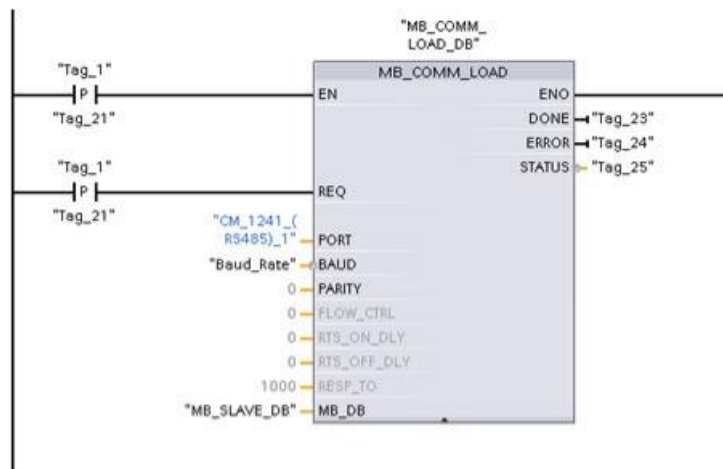 "MB_COMM_
LOAD_DB"
"Tag_1"
MB_COMM_LOAD
P
EN
ENO
"Tag_21"
DONE
"Tag_23"
ERROR
"Tag_24"
"Tag_1"
STATUS
"Tag_25"
P
REQ
"Tag_21"
"CM_1241_(
RS485)_1"
PORT
"Baud_Rate"
BAUD
0
PARITY
0
FLOW_CTRL
0
RTS_ON_DLY
0
RTS_OFF_DLY
1000
RESP_TO
"MB_SLAVE_DB"
MB_DB